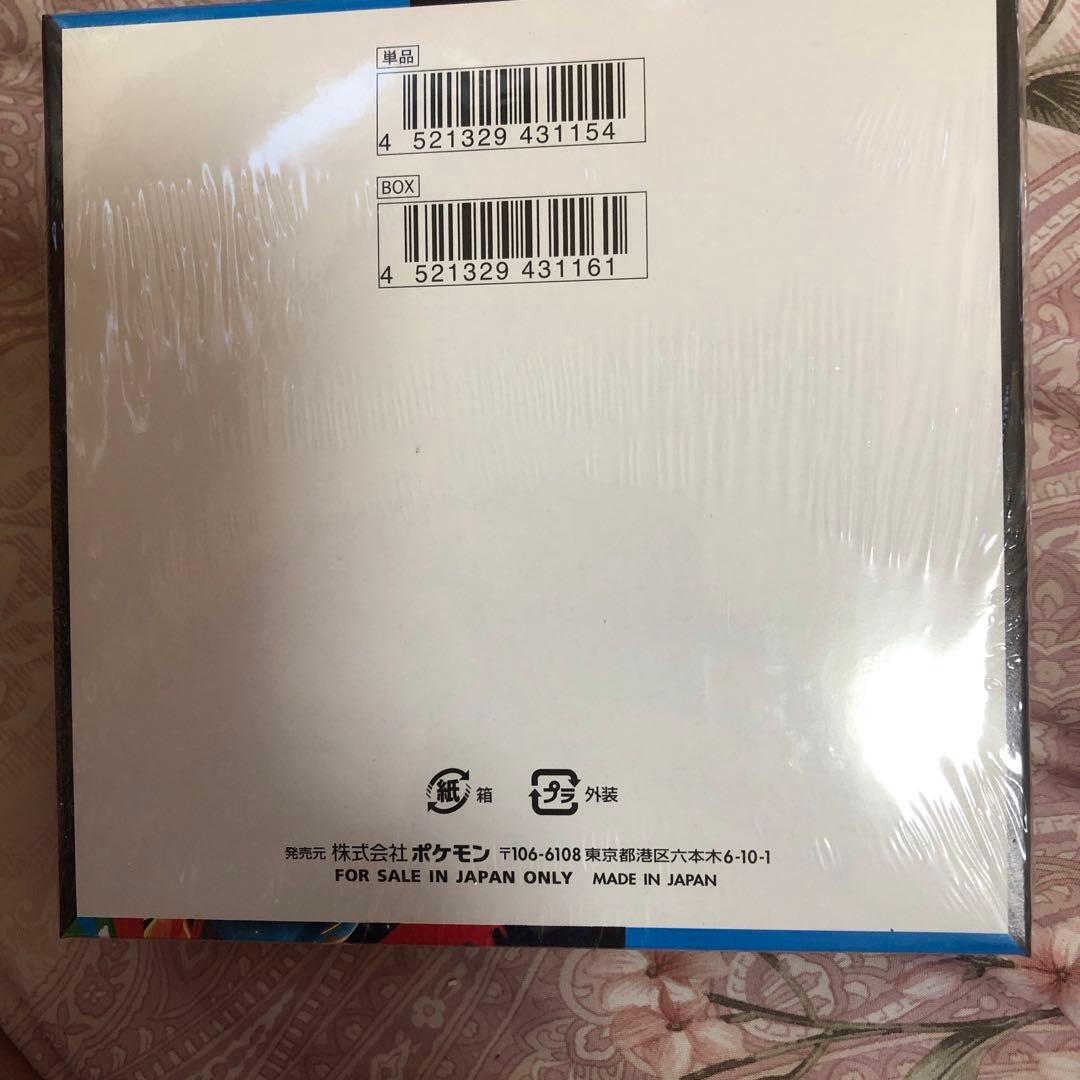 単品
4 521329 431154
BOX
4 521329 431161
紙 箱 プラ 外装
発売元 株式会社 ポケモン 〒106-6108 東京都港区六本木6-10-1
FOR SALE IN JAPAN ONLY MADE IN JAPAN